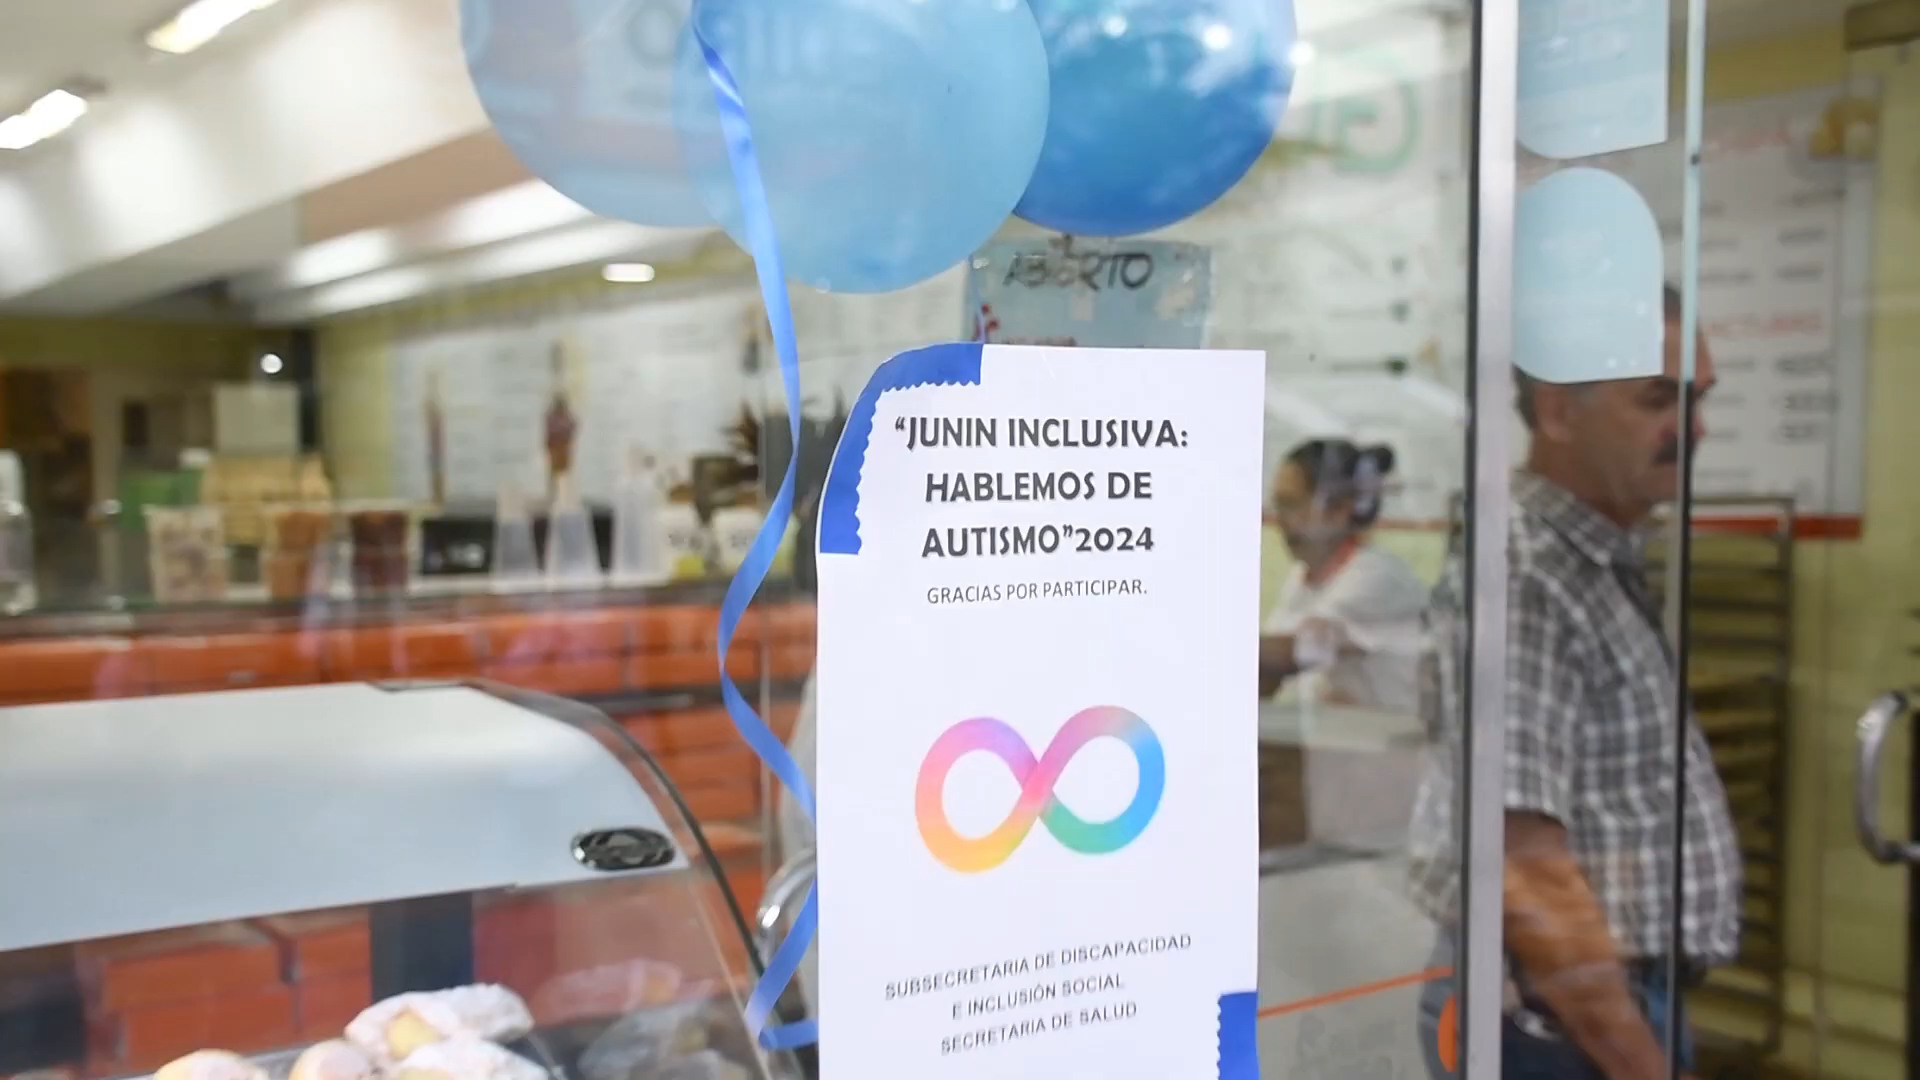 ABIERTO
“JUNIN INCLUSIVA:
HABLEMOS DE
AUTISMO”2024
GRACIAS POR PARTICIPAR.
SUBSECRETARIA DE DISCAPACIDAD
E INCLUSIÓN SOCIAL
SECRETARIA DE SALUD